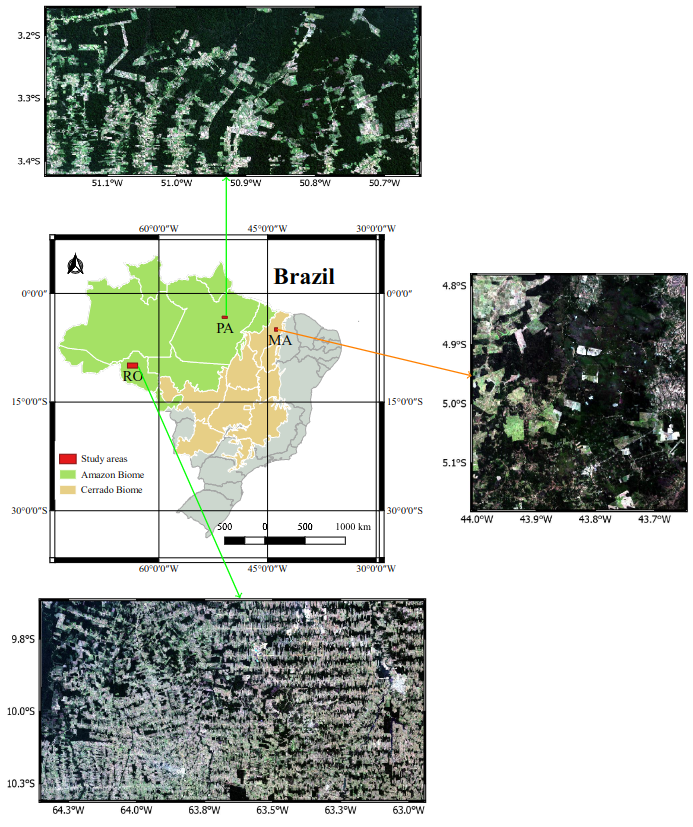 3.2°S
3.3°S
3.4°S
51.1°W 51.0°W 50.9°W 50.8°W 50.7°W
60°0'0"W 45°0'0"W 30°0'0"W
Brazil
0°0'0" 0°0'0"
PA
MA
RO
15°0'0"S 15°0'0"S
Study areas
Amazon Biome
Cerrado Biome
30°0'0"S 30°0'0"S
500 0 500 1000 km
60°0'0"W 45°0'0"W 30°0'0"W
4.8°S
4.9°S
5.0°S
5.1°S
44.0°W 43.9°W 43.8°W 43.7°W
9.8°S
10.0°S
10.3°S
64.3°W 64.0°W 63.8°W 63.5°W 63.3°W 63.0°W